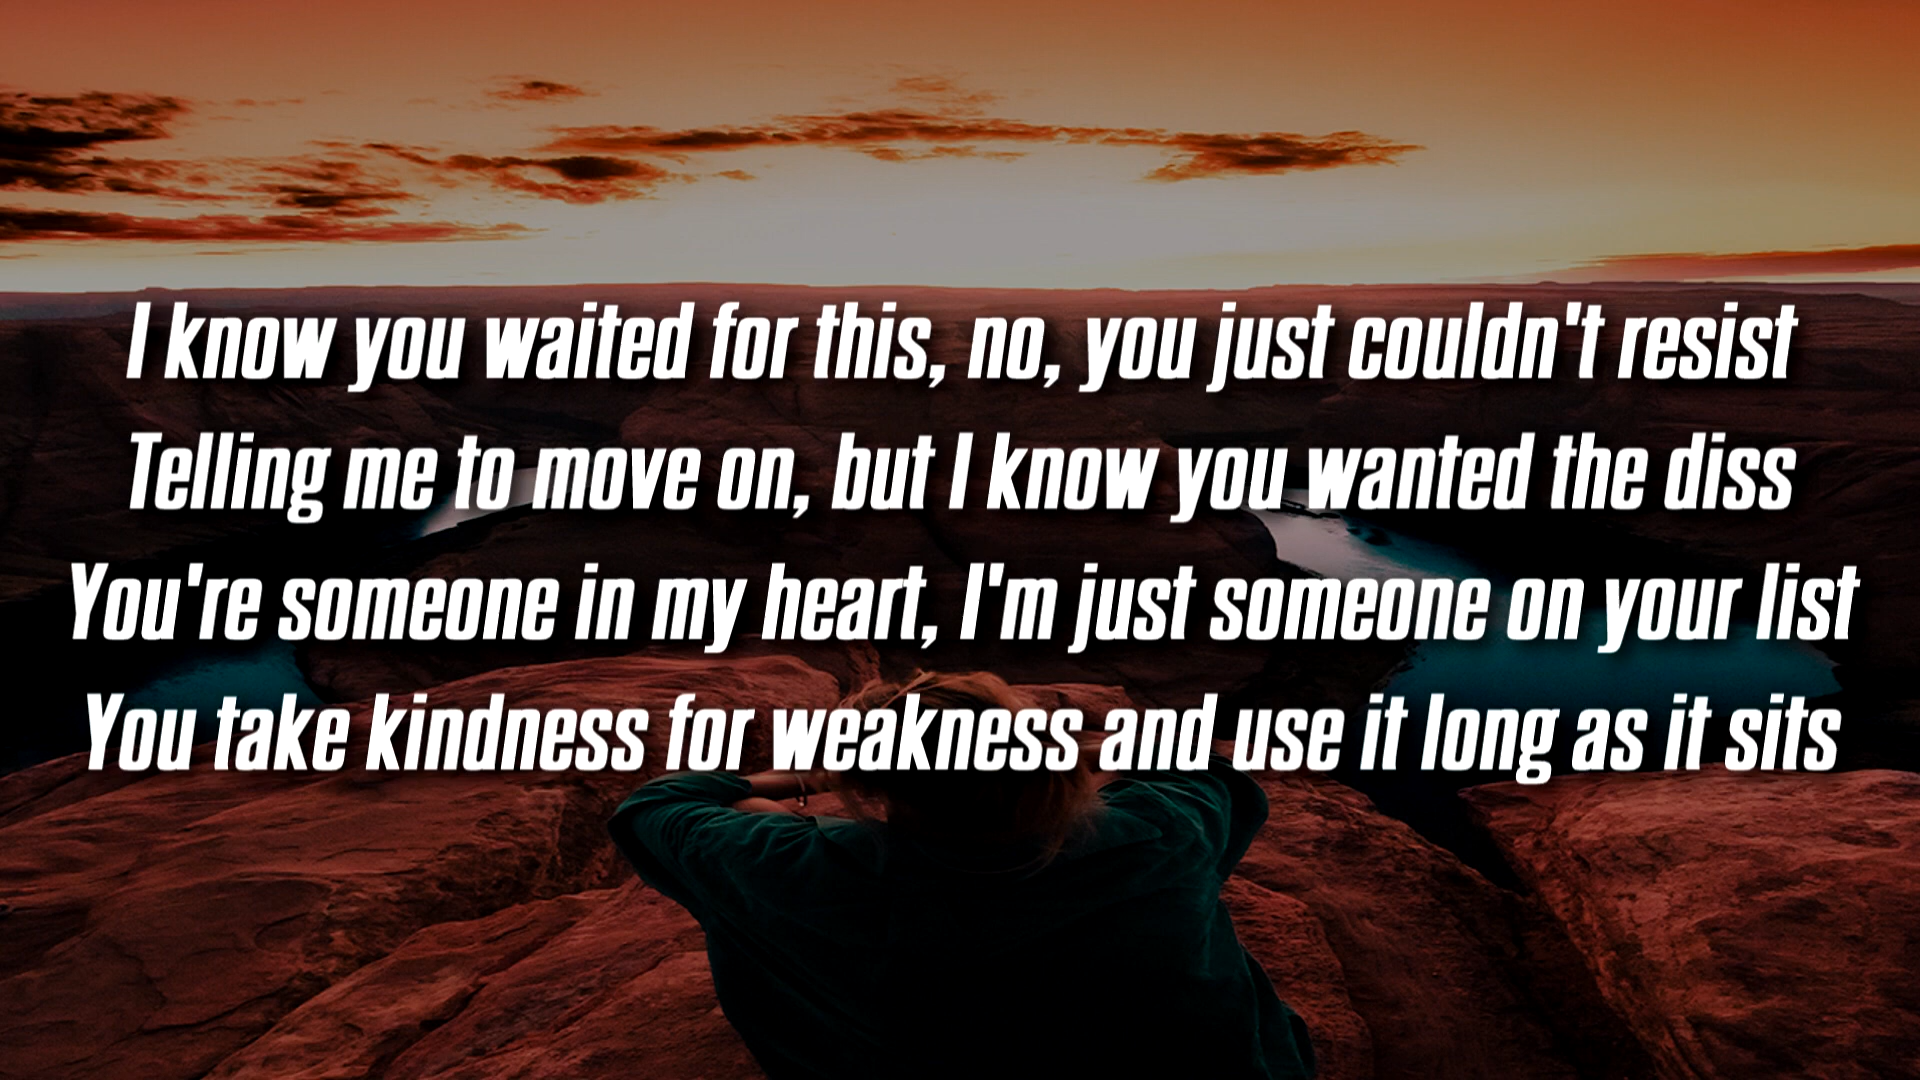 I know you waited for this, no, you just couldn't resist
Telling me to move on, but I know you wanted the diss
You're someone in my heart, I'm just someone on your list
You take kindness for weakness and use it long as it sits